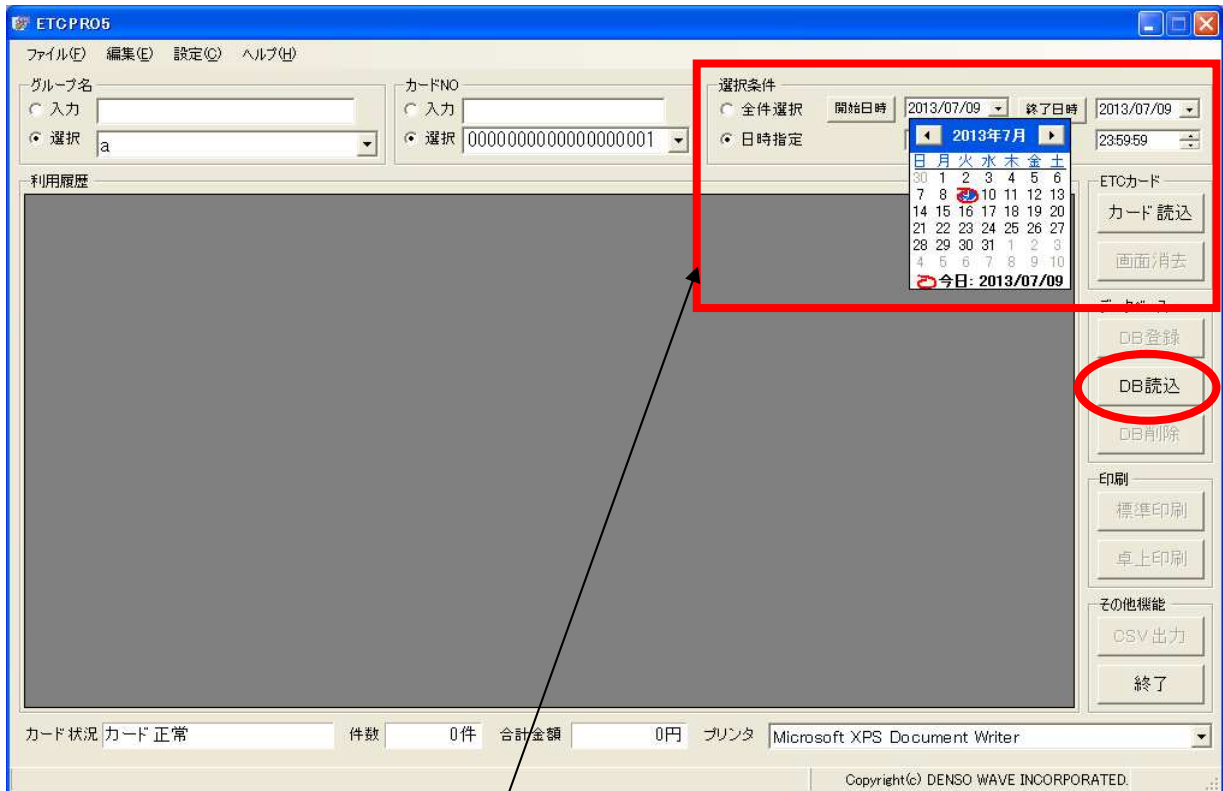 ETCPRO5
ファイル(F) 編集(E) 設定(C) ヘルプ(H)
グループ名
入力
選択 a
カードNO
入力
選択 00000000000000000001
選択条件
全件選択 開始日時 2013/07/09 終了日時 2013/07/09
日時指定 23:59:59
2013年7月
日 月 火 水 木 金 土
30 1 2 3 4 5 6
7 8 10 11 12 13
14 15 16 17 18 19 20
21 22 23 24 25 26 27
28 29 30 31 1 2 3
4 5 6 7 8 9 10
今日: 2013/07/09
利用履歴
ETCカード
カード読込
画面消去
データベース
DB登録
DB読込
DB削除
印刷
標準印刷
卓上印刷
その他機能
CSV出力
終了
カード状況 カード正常 件数 0件 合計金額 0円 プリンタ Microsoft XPS Document Writer
Copyright(c) DENSO WAVE INCORPORATED.